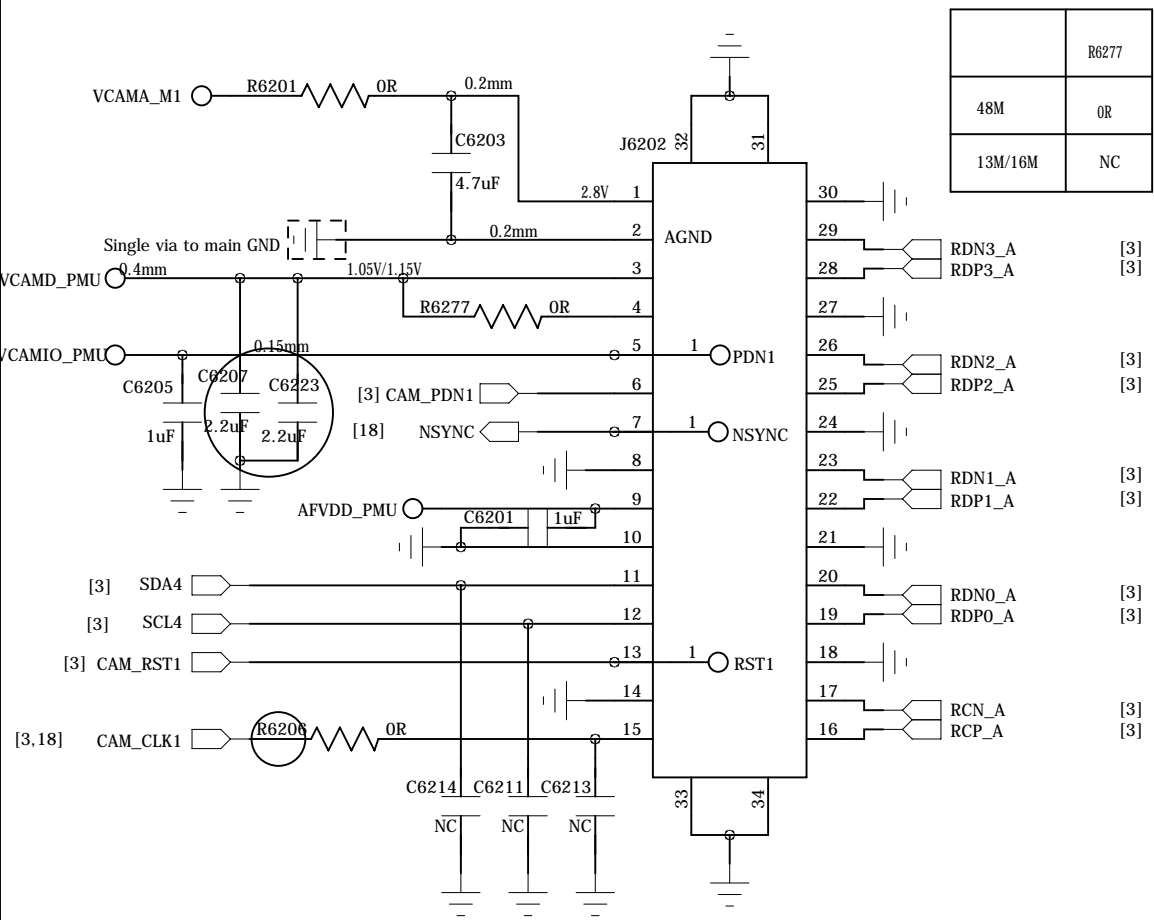 R6277
48M 0R
13M/16M NC
VCAMA_M1 R6201 0R 0.2mm
C6203
4.7uF
J6202 32 31
2.8V 1 30
Single via to main GND 0.2mm 2 AGND 29 RDN3_A [3]
VCAMD_PMU 0.4mm 1.05V/1.15V 3 28 RDP3_A [3]
R6277 0R 4 27
VCAMIO_PMU 0.15mm 5 1 PDN1 26 RDN2_A [3]
C6205 C6207 C6223
1uF 2.2uF 2.2uF
[3] CAM_PDN1 6 25 RDP2_A [3]
[18] NSYNC 7 1 NSYNC 24
8 23 RDN1_A [3]
AFVDD_PMU 9 22 RDP1_A [3]
C6201 1uF
10 21
[3] SDA4 11 20 RDN0_A [3]
[3] SCL4 12 19 RDP0_A [3]
[3] CAM_RST1 13 1 RST1 18
14 17 RCN_A [3]
[3,18] CAM_CLK1 R6206 0R 15 16 RCP_A [3]
C6214 C6211 C6213
NC NC NC
33 34